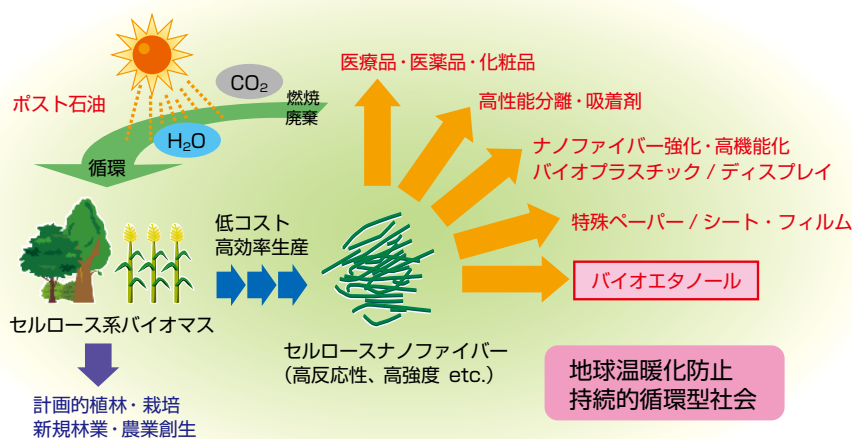 医療品・医薬品・化粧品
CO₂
ポスト石油
燃焼
廃棄
高性能分離・吸着剤
H₂O
ナノファイバー強化・高機能化
バイオプラスチック / ディスプレイ
循環
低コスト
高効率生産
特殊ペーパー / シート・フィルム
バイオエタノール
セルロース系バイオマス
セルロースナノファイバー
（高反応性、高強度 etc.）
地球温暖化防止
持続的循環型社会
計画的植林・栽培
新規林業・農業創生